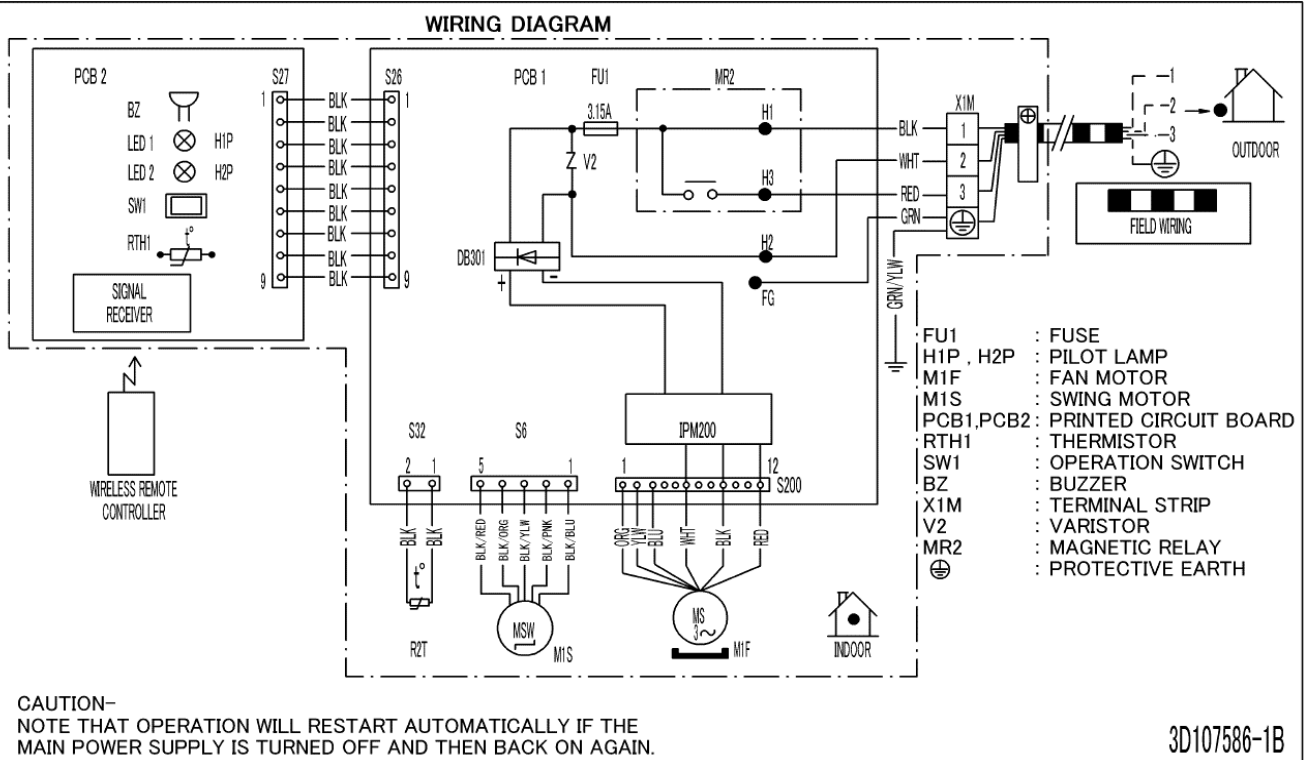 WIRING DIAGRAM
PCB 2
S27
S26
PCB 1
FU1
MR2
BZ
LED 1
H1P
LED 2
H2P
SW1
RTH1
t°
SIGNAL
RECEIVER
1
9
BLK
BLK
BLK
BLK
BLK
BLK
BLK
BLK
BLK
1
9
3.15A
V2
H1
H3
H2
FG
DB301
+
-
BLK
WHT
RED
GRN
GRN/YLW
X1M
1
2
3
1
2
3
OUTDOOR
FIELD WIRING
WIRELESS REMOTE
CONTROLLER
IPM200
S32
2 1
BLK
BLK
t°
R2T
S6
5 1
BLK/RED
BLK/ORG
BLK/YLW
BLK/PNK
BLK/BLU
MSW
M1S
1 12
S200
ORG
YLW
BLU
WHT
BLK
RED
MS
3~
M1F
INDOOR
FU1 : FUSE
H1P , H2P : PILOT LAMP
M1F : FAN MOTOR
M1S : SWING MOTOR
PCB1,PCB2 : PRINTED CIRCUIT BOARD
RTH1 : THERMISTOR
SW1 : OPERATION SWITCH
BZ : BUZZER
X1M : TERMINAL STRIP
V2 : VARISTOR
MR2 : MAGNETIC RELAY
: PROTECTIVE EARTH
CAUTION-
NOTE THAT OPERATION WILL RESTART AUTOMATICALLY IF THE
MAIN POWER SUPPLY IS TURNED OFF AND THEN BACK ON AGAIN.
3D107586-1B